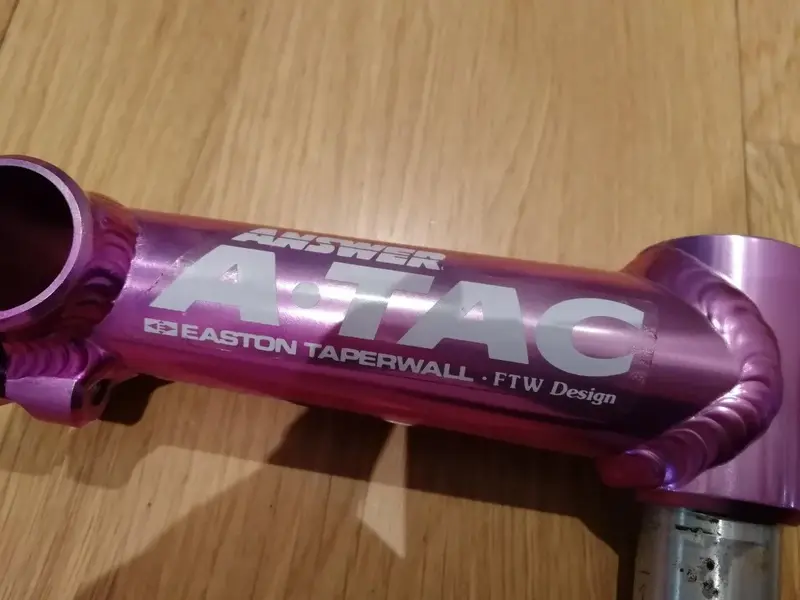 ANSWER
A·TAC
EASTON TAPERWALL · FTW Design